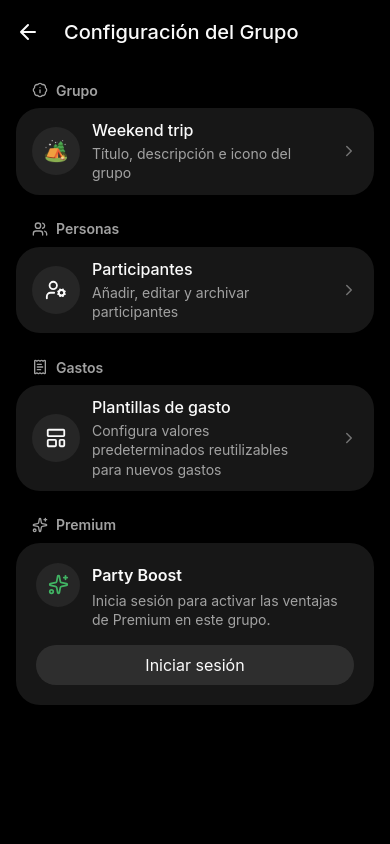 Configuración del Grupo
Grupo
Weekend trip
Título, descripción e icono del
grupo
Personas
Participantes
Añadir, editar y archivar
participantes
Gastos
Plantillas de gasto
Configura valores
predeterminados reutilizables
para nuevos gastos
Premium
Party Boost
Inicia sesión para activar las ventajas
de Premium en este grupo.
Iniciar sesión